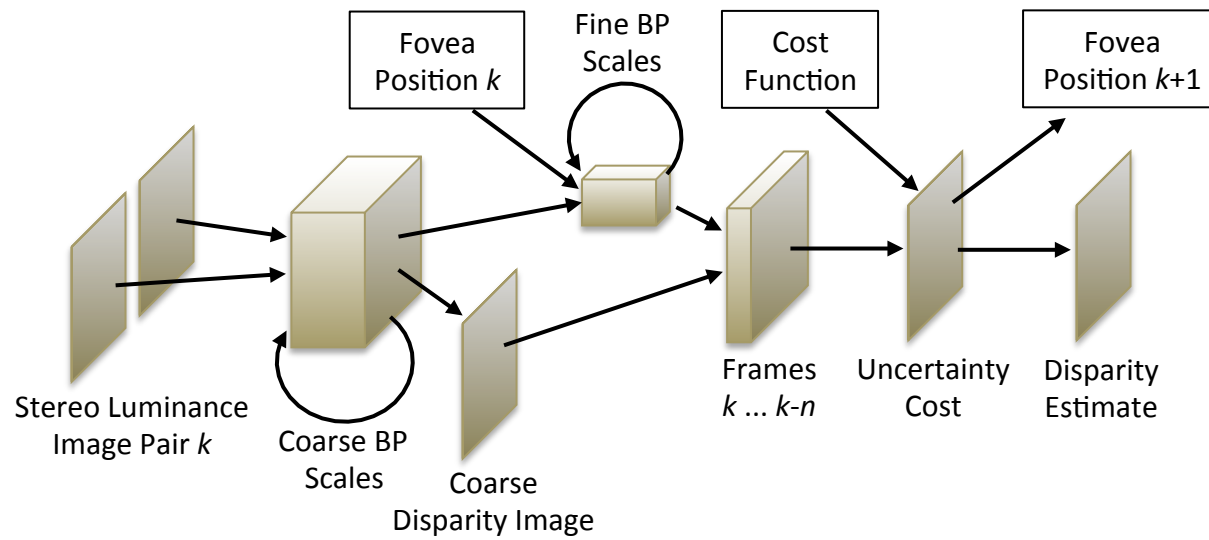 Fovea
Position k
Fine BP
Scales
Cost
Function
Fovea
Position k+1
Stereo Luminance
Image Pair k
Coarse BP
Scales
Coarse
Disparity Image
Frames
k ... k-n
Uncertainty
Cost
Disparity
Estimate